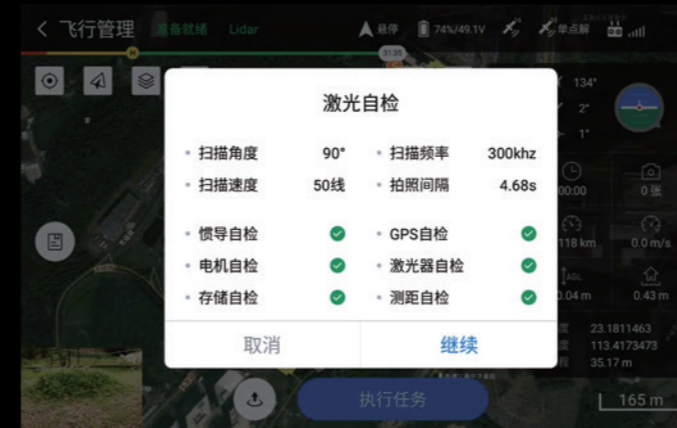 飞行管理 准备就绪 Lidar 悬停 74%/49.1V 单点解
N
31:35
134°
2°
1°
激光自检
扫描角度 90° 扫描频率 300khz
扫描速度 50线 拍照间隔 4.68s
惯导自检 GPS自检
电机自检 激光器自检
存储自检 测距自检
取消 继续
00:00 0 张
118 km 0.0 m/s
AGL
0.04 m 0.43 m
度 23.1811463
度 113.4173473
程 35.17 m
执行任务
165 m